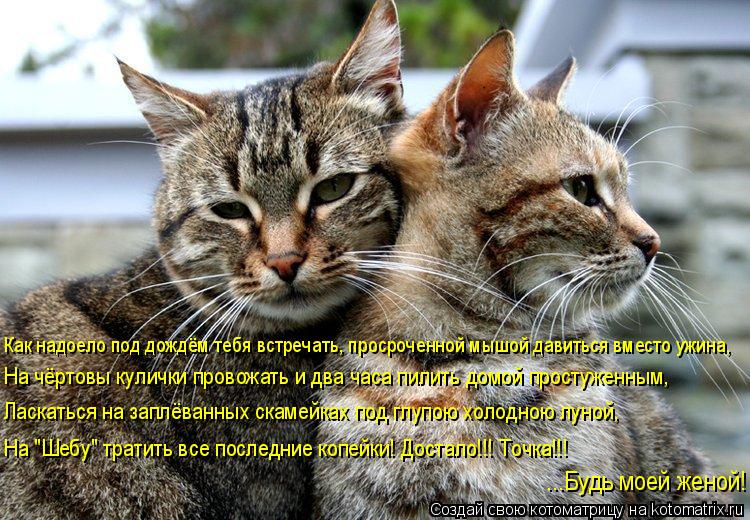 Как надоело под дождём тебя встречать, просроченной мышой давиться вместо ужина,
На чёртовы кулички провожать и два часа пилить домой простуженным,
Ласкаться на заплёванных скамейках под глупою холодною луной,
На "Шебу" тратить все последние копейки! Достало!!! Точка!!!
...Будь моей женой!
Создай свою котоматрицу на kotomatrix.ru